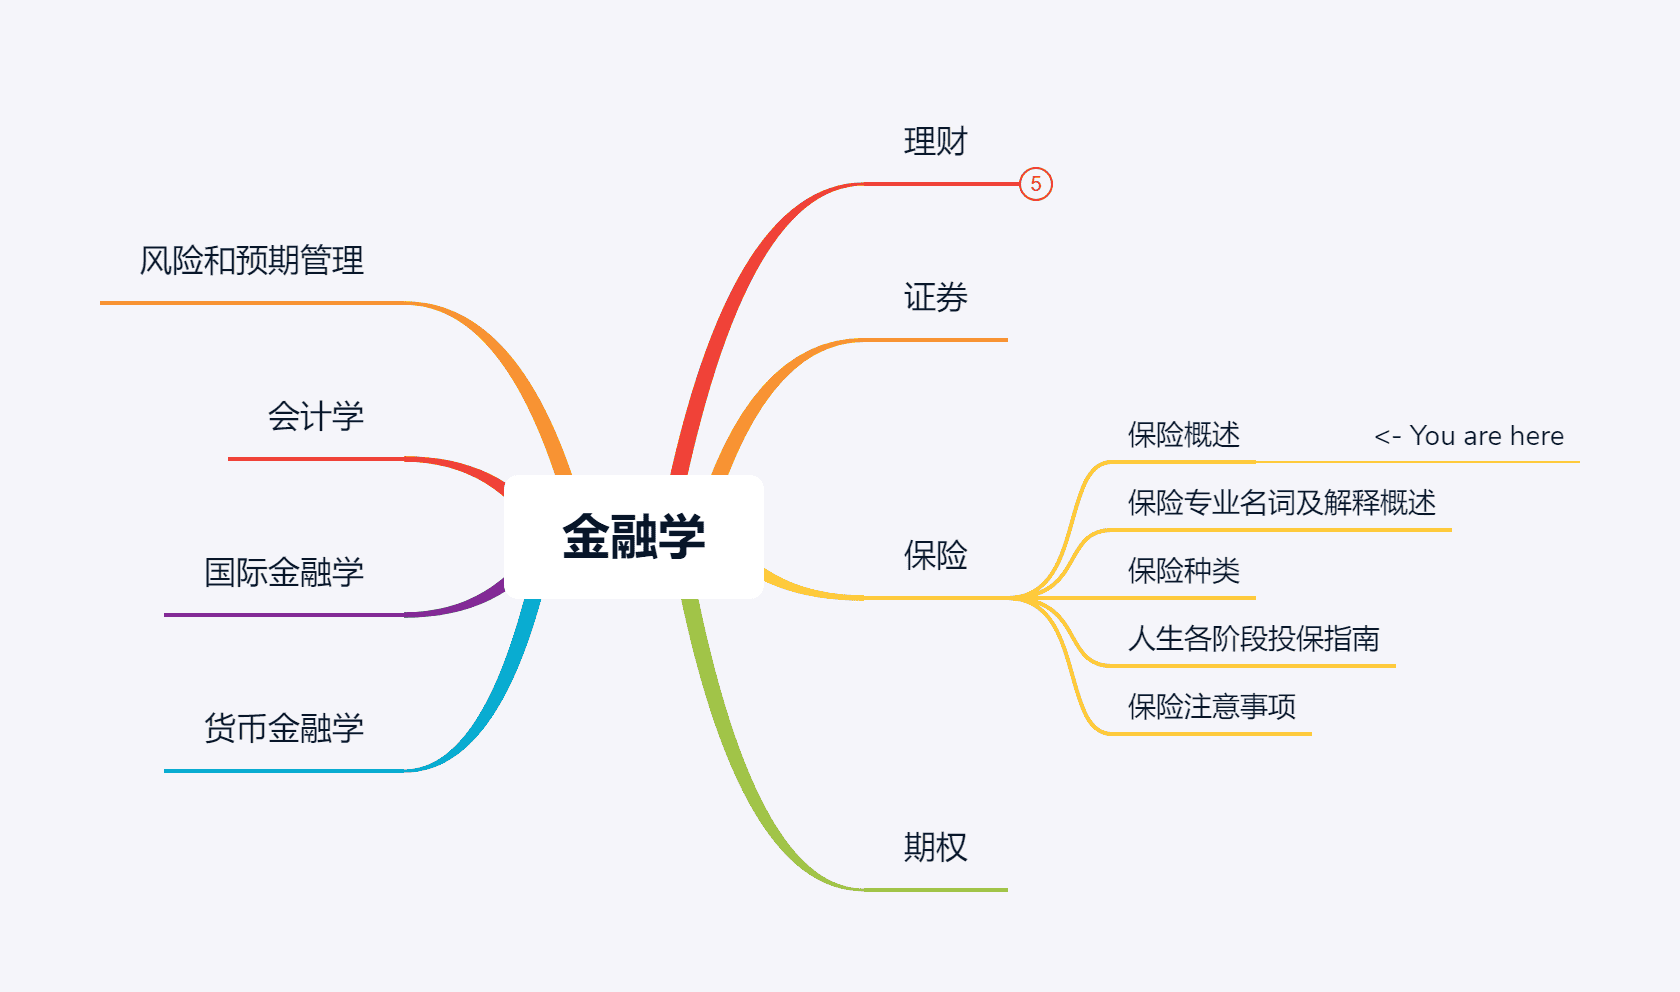 理财
5
证券
风险和预期管理
会计学
保险概述
<- You are here
保险专业名词及解释概述
金融学
保险
国际金融学
保险种类
人生各阶段投保指南
保险注意事项
货币金融学
期权